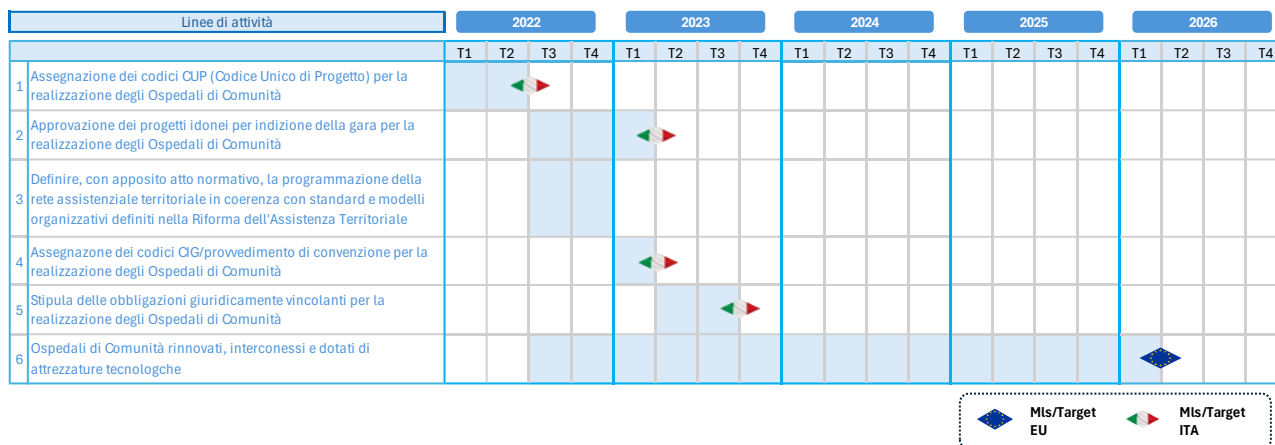 Linee di attività 2022 2023 2024 2025 2026
T1 T2 T3 T4 T1 T2 T3 T4 T1 T2 T3 T4 T1 T2 T3 T4 T1 T2 T3 T4
1 Assegnazione dei codici CUP (Codice Unico di Progetto) per la
realizzazione degli Ospedali di Comunità
2 Approvazione dei progetti idonei per indizione della gara per la
realizzazione degli Ospedali di Comunità
3 Definire, con apposito atto normativo, la programmazione della
rete assistenziale territoriale in coerenza con standard e modelli
organizzativi definiti nella Riforma dell'Assistenza Territoriale
4 Assegnazone dei codici CIG/provvedimento di convenzione per la
realizzazione degli Ospedali di Comunità
5 Stipula delle obbligazioni giuridicamente vincolanti per la
realizzazione degli Ospedali di Comunità
6 Ospedali di Comunità rinnovati, interconessi e dotati di
attrezzature tecnologche
Mls/Target
EU
Mls/Target
ITA